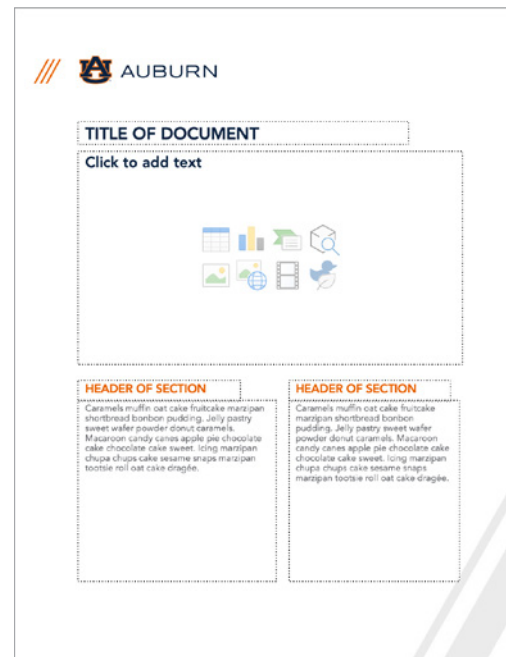 AUBURN
TITLE OF DOCUMENT
Click to add text
HEADER OF SECTION
Caramels muffin oat cake fruitcake marzipan
shortbread bonbon pudding. Jelly pastry
sweet wafer powder donut caramels.
Macaroon candy canes apple pie chocolate
cake chocolate cake sweet. Icing marzipan
chupa chups cake sesame snaps marzipan
tootsie roll oat cake dragée.
HEADER OF SECTION
Caramels muffin oat cake fruitcake
marzipan shortbread bonbon
pudding. Jelly pastry sweet wafer
powder donut caramels. Macaroon
candy canes apple pie chocolate cake
chocolate cake sweet. Icing marzipan
chupa chups cake sesame snaps
marzipan tootsie roll oat cake dragée.